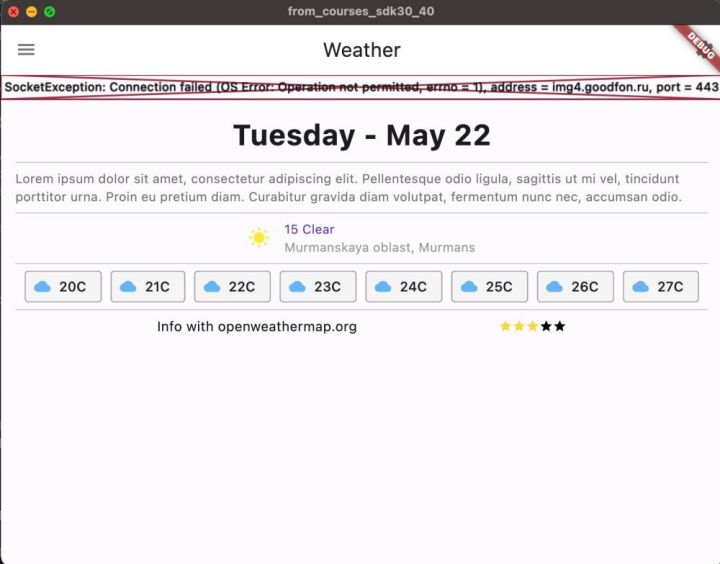 from_courses_sdk30_40
Weather
DEBUG
SocketException: Connection failed (OS Error: Operation not permitted, errno = 1), address = img4.goodfon.ru, port = 443
Tuesday - May 22
Lorem ipsum dolor sit amet, consectetur adipiscing elit. Pellentesque odio ligula, sagittis ut mi vel, tincidunt
porttitor urna. Proin eu pretium diam. Curabitur gravida diam volutpat, fermentum nunc nec, accumsan odio.
15 Clear
Murmanskaya oblast, Murmans
20C 21C 22C 23C 24C 25C 26C 27C
Info with openweathermap.org